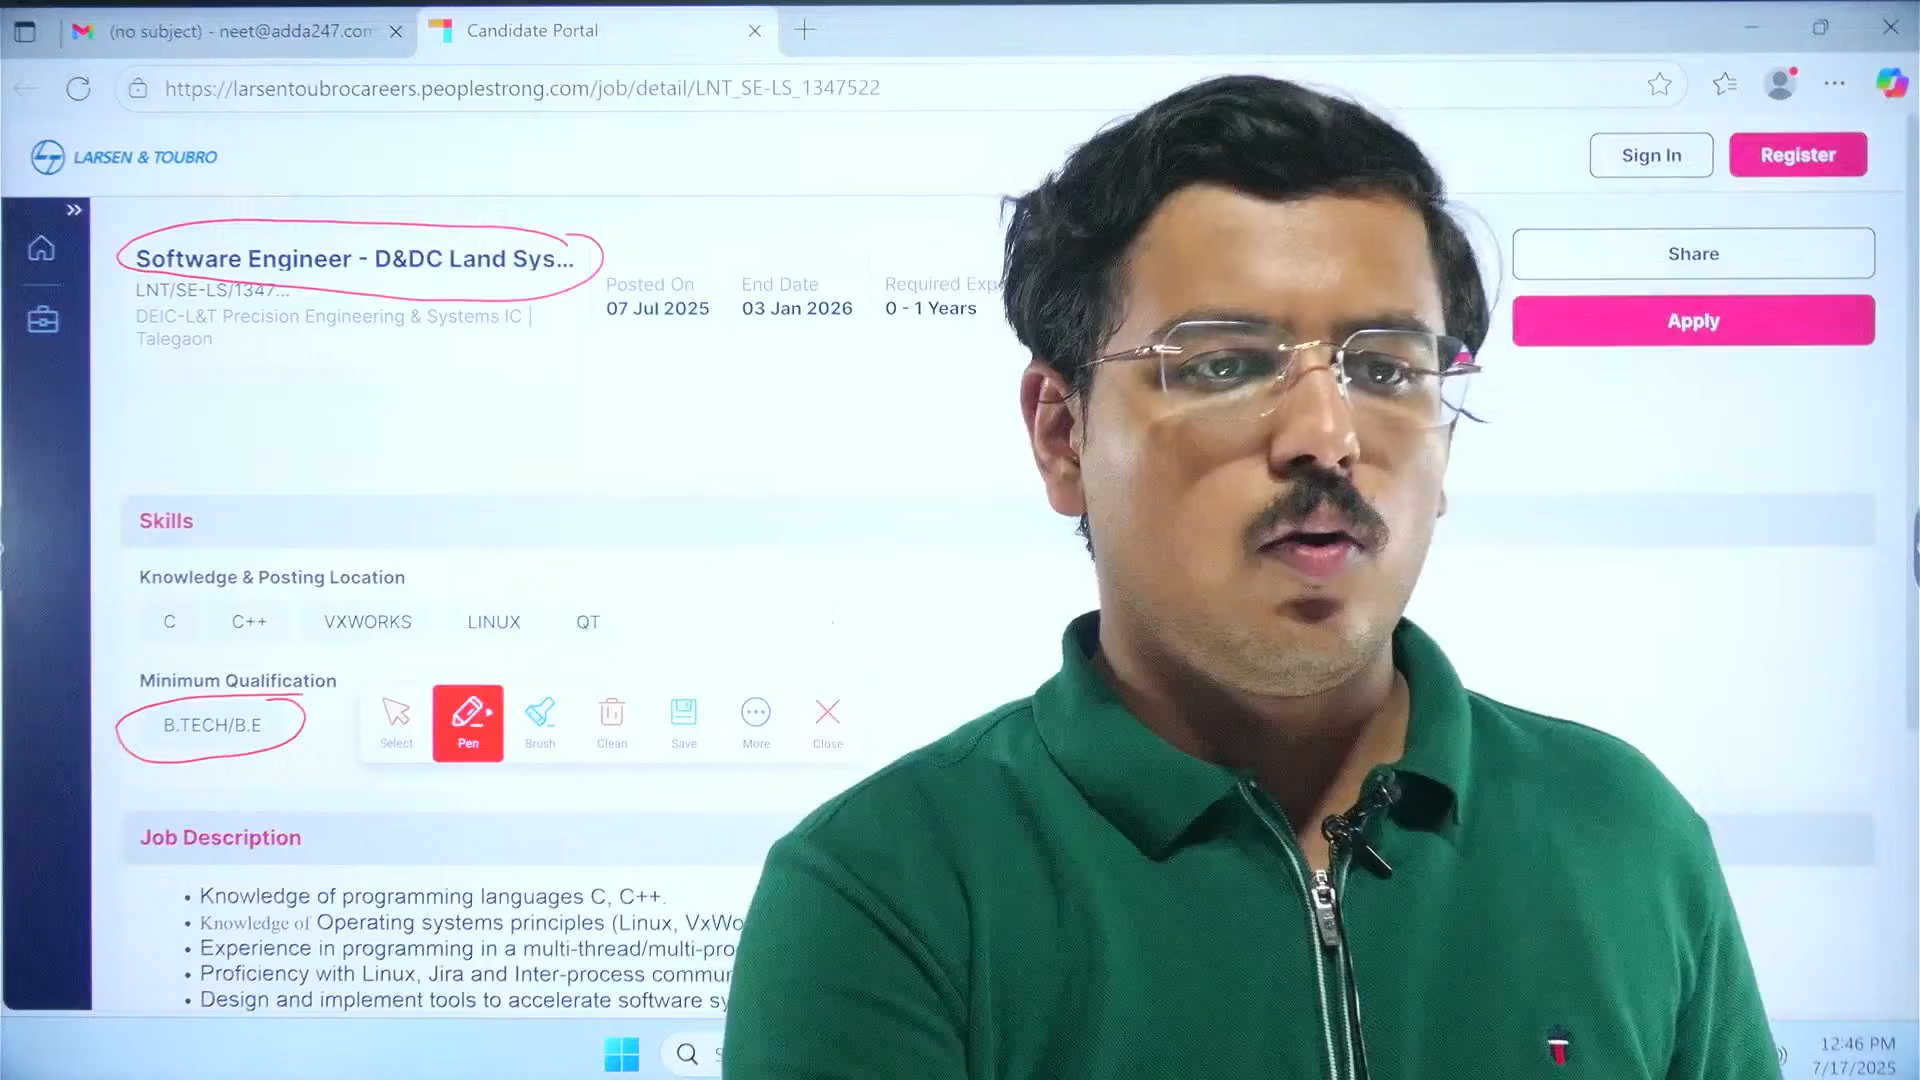 (no subject) - neet@adda247.com
Candidate Portal
https://larsentoubrocareers.peoplestrong.com/job/detail/LNT_SE-LS_1347522
LARSEN & TOUBRO
Sign In
Register
Software Engineer - D&DC Land Sys...
LNT/SE-LS/1347...
DEIC-L&T Precision Engineering & Systems IC |
Talegaon
Posted On
07 Jul 2025
End Date
03 Jan 2026
Required Exp
0 - 1 Years
Share
Apply
Skills
Knowledge & Posting Location
C C++ VXWORKS LINUX QT
Minimum Qualification
B.TECH/B.E
Select
Pen
Brush
Clean
Save
More
Close
Job Description
• Knowledge of programming languages C, C++.
• Knowledge of Operating systems principles (Linux, VxWo
• Experience in programming in a multi-thread/multi-pro
• Proficiency with Linux, Jira and Inter-process commu
• Design and implement tools to accelerate software sy
12:46 PM
7/17/2025